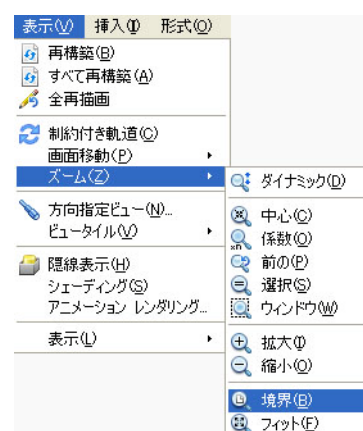 表示(V) 挿入(I) 形式(O)
再構築(B)
すべて再構築(A)
全再描画
制約付き軌道(C)
画面移動(P)
ズーム(Z)
方向指定ビュー(N)...
ビュータイル(V)
隠線表示(H)
シェーディング(S)
アニメーション レンダリング...
表示(L)
ダイナミック(D)
中心(C)
係数(O)
前の(P)
選択(S)
ウィンドウ(W)
拡大(I)
縮小(O)
境界(B)
フィット(F)